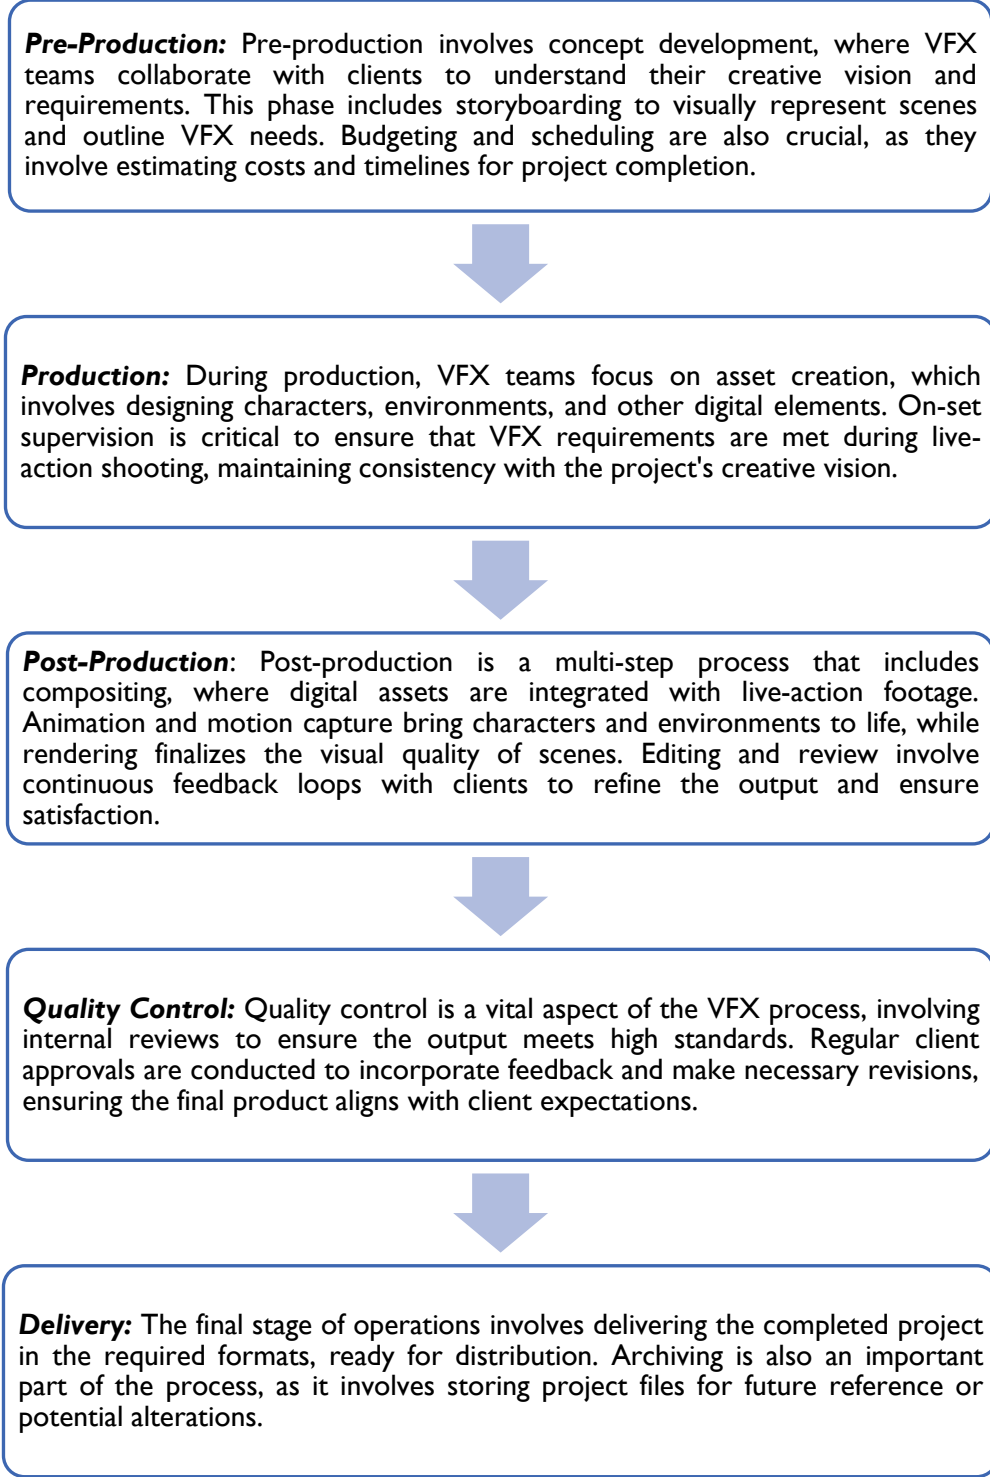 Pre-Production: Pre-production involves concept development, where VFX
teams collaborate with clients to understand their creative vision and
requirements. This phase includes storyboarding to visually represent scenes
and outline VFX needs. Budgeting and scheduling are also crucial, as they
involve estimating costs and timelines for project completion.
Production: During production, VFX teams focus on asset creation, which
involves designing characters, environments, and other digital elements. On-set
supervision is critical to ensure that VFX requirements are met during live-
action shooting, maintaining consistency with the project's creative vision.
Post-Production: Post-production is a multi-step process that includes
compositing, where digital assets are integrated with live-action footage.
Animation and motion capture bring characters and environments to life, while
rendering finalizes the visual quality of scenes. Editing and review involve
continuous feedback loops with clients to refine the output and ensure
satisfaction.
Quality Control: Quality control is a vital aspect of the VFX process, involving
internal reviews to ensure the output meets high standards. Regular client
approvals are conducted to incorporate feedback and make necessary revisions,
ensuring the final product aligns with client expectations.
Delivery: The final stage of operations involves delivering the completed project
in the required formats, ready for distribution. Archiving is also an important
part of the process, as it involves storing project files for future reference or
potential alterations.